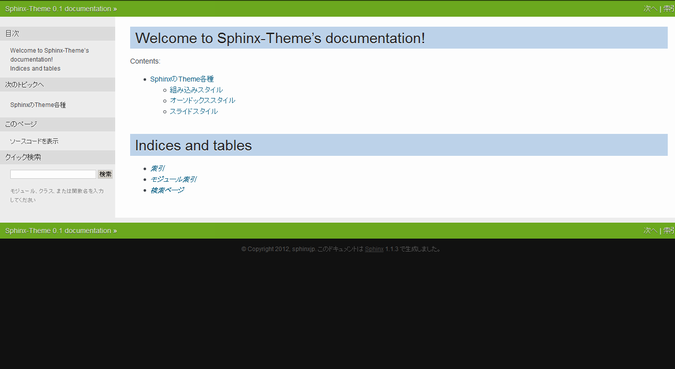 Sphinx-Theme 0.1 documentation »
次へ | 索引
目次
Welcome to Sphinx-Theme's
documentation!
Indices and tables
次のトピックへ
SphinxのTheme各種
このページ
ソースコードを表示
クイック検索
検索
モジュール、クラス、または関数名を入力
してください
Welcome to Sphinx-Theme's documentation!
Contents:
SphinxのTheme各種
組み込みスタイル
オーソドックススタイル
スライドスタイル
Indices and tables
索引
モジュール索引
検索ページ
Sphinx-Theme 0.1 documentation »
次へ | 索引
© Copyright 2012, sphinxjp. このドキュメントは Sphinx 1.1.3 で生成しました。